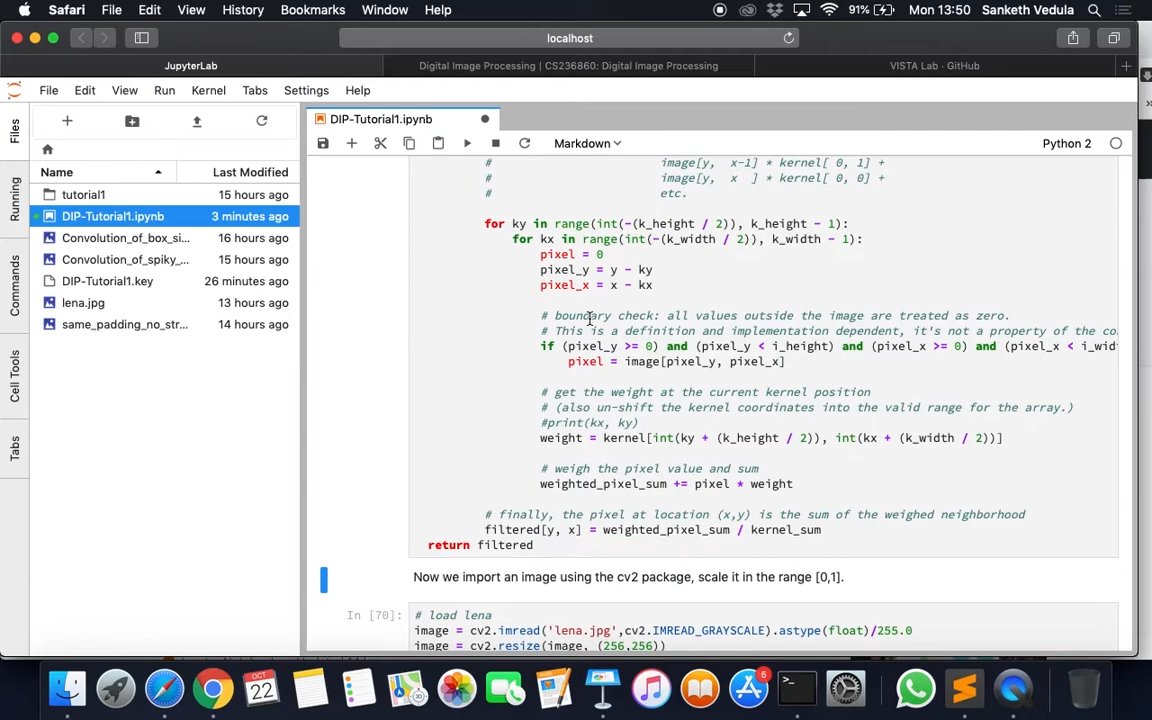 Safari File Edit View History Bookmarks Window Help 91% Mon 13:50 Sanketh Vedula
localhost
JupyterLab Digital Image Processing | CS236860: Digital Image Processing VISTA Lab · GitHub
File Edit View Run Kernel Tabs Settings Help
DIP-Tutorial1.ipynb
Markdown Python 2
Files
Running
Commands
Cell Tools
Tabs
Name Last Modified
tutorial1 15 hours ago
DIP-Tutorial1.ipynb 3 minutes ago
Convolution_of_box_si... 16 hours ago
Convolution_of_spiky_... 15 hours ago
DIP-Tutorial1.key 26 minutes ago
lena.jpg 13 hours ago
same_padding_no_str... 14 hours ago
# image[y, x-1] * kernel[ 0, 1] +
# image[y, x ] * kernel[ 0, 0] +
# etc.
for ky in range(int(-(k_height / 2)), k_height - 1):
for kx in range(int(-(k_width / 2)), k_width - 1):
pixel = 0
pixel_y = y - ky
pixel_x = x - kx
# boundary check: all values outside the image are treated as zero.
# This is a definition and implementation dependent, it's not a property of the co
if (pixel_y >= 0) and (pixel_y < i_height) and (pixel_x >= 0) and (pixel_x < i_wid
pixel = image[pixel_y, pixel_x]
# get the weight at the current kernel position
# (also un-shift the kernel coordinates into the valid range for the array.)
#print(kx, ky)
weight = kernel[int(ky + (k_height / 2)), int(kx + (k_width / 2))]
# weigh the pixel value and sum
weighted_pixel_sum += pixel * weight
# finally, the pixel at location (x,y) is the sum of the weighed neighborhood
filtered[y, x] = weighted_pixel_sum / kernel_sum
return filtered
Now we import an image using the cv2 package, scale it in the range [0,1].
In [70]:
# load lena
image = cv2.imread('lena.jpg',cv2.IMREAD_GRAYSCALE).astype(float)/255.0
image = cv2.resize(image, (256,256))
OCT
22
5